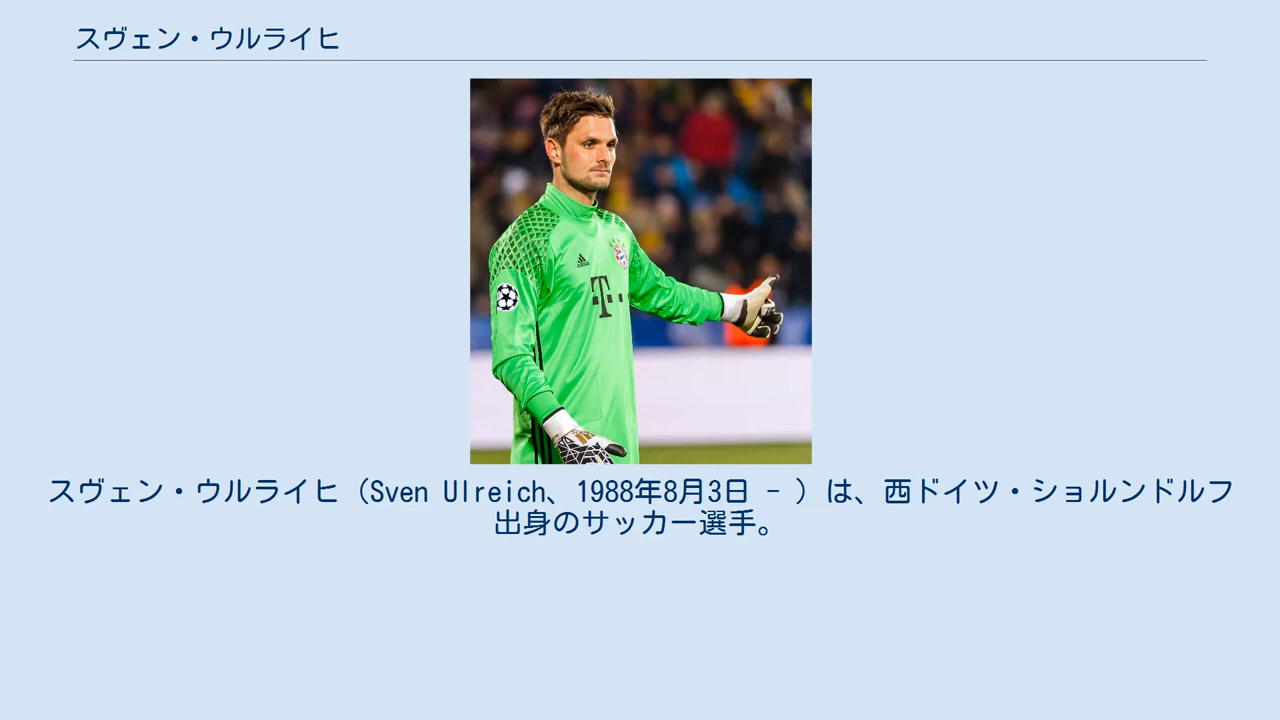 スヴェン・ウルライヒ
adidas
T
スヴェン・ウルライヒ（Sven Ulreich、1988年8月3日 - ）は、西ドイツ・ショルンドルフ
出身のサッカー選手。